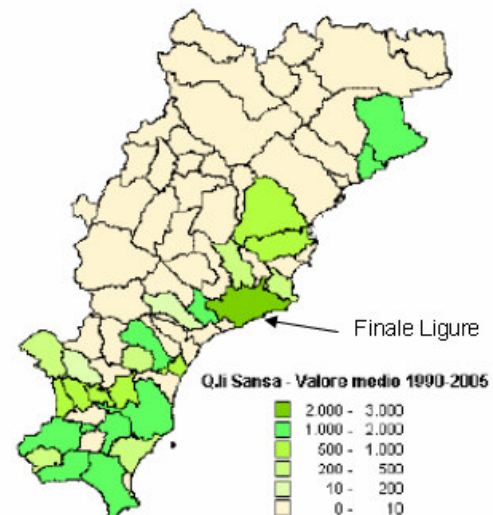 Finale Ligure
Q.li Sansa - Valore medio 1990-2005
2.000 - 3.000
1.000 - 2.000
500 - 1.000
200 - 500
10 - 200
0 - 10